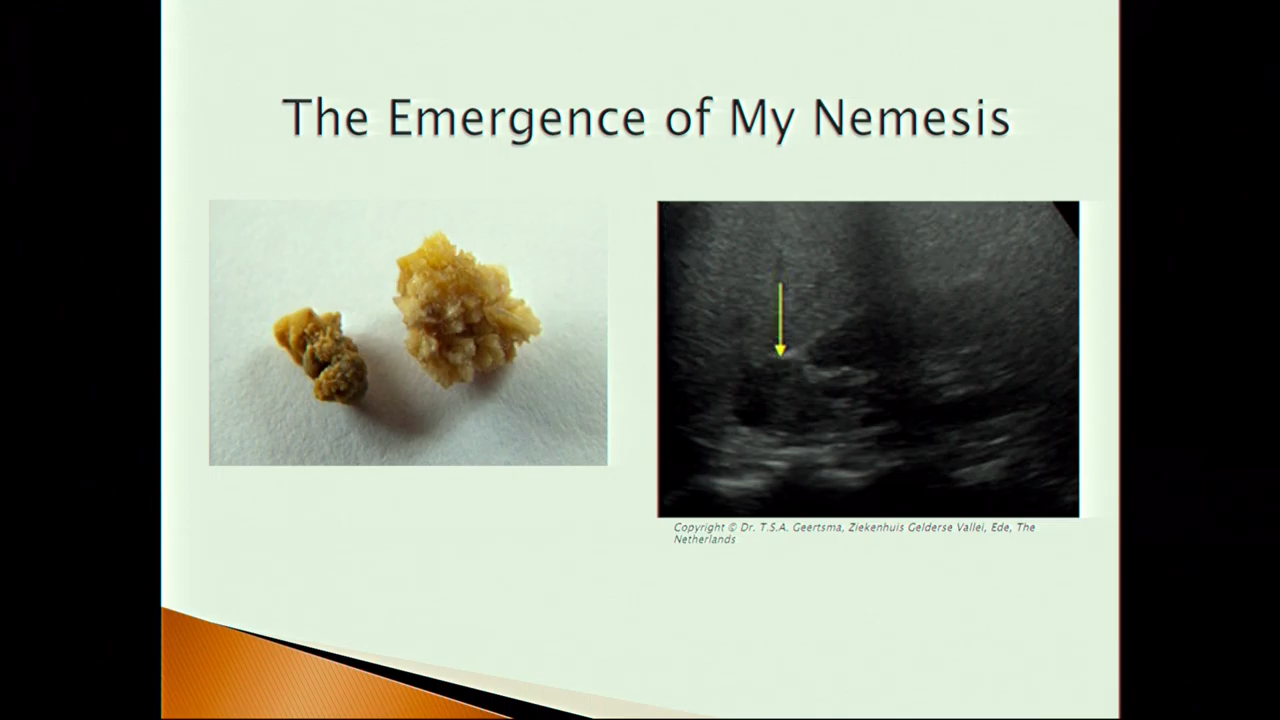 The Emergence of My Nemesis
Copyright © Dr. T.S.A. Geertsma, Ziekenhuis Gelderse Vallei, Ede, The
Netherlands